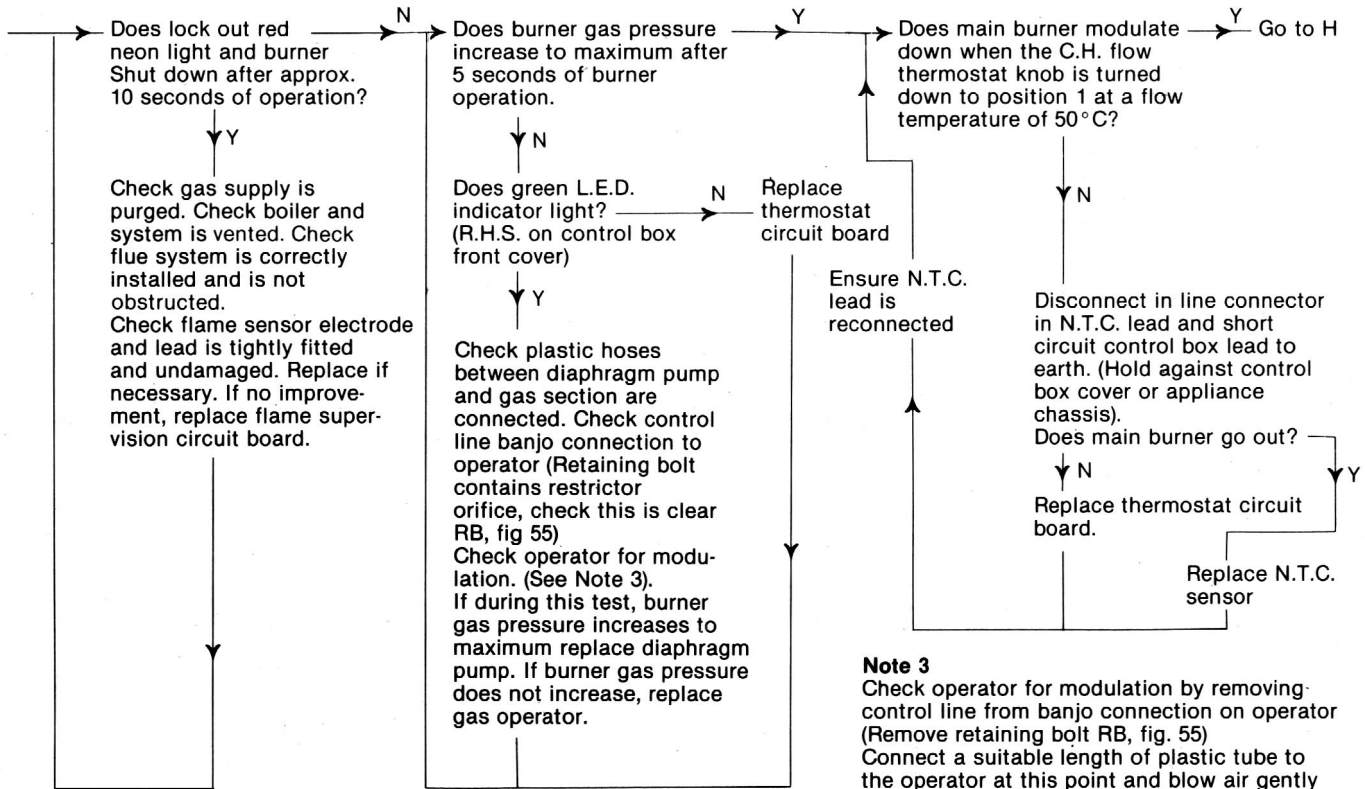 Does lock out red
neon light and burner
Shut down after approx.
10 seconds of operation?
N
Y
Check gas supply is
purged. Check boiler and
system is vented. Check
flue system is correctly
installed and is not
obstructed.
Check flame sensor electrode
and lead is tightly fitted
and undamaged. Replace if
necessary. If no improve-
ment, replace flame super-
vision circuit board.
Does burner gas pressure
increase to maximum after
5 seconds of burner
operation.
Y
N
Does green L.E.D.
indicator light?
(R.H.S. on control box
front cover)
N
Replace
thermostat
circuit board
Y
Check plastic hoses
between diaphragm pump
and gas section are
connected. Check control
line banjo connection to
operator (Retaining bolt
contains restrictor
orifice, check this is clear
RB, fig 55)
Check operator for modu-
lation. (See Note 3).
If during this test, burner
gas pressure increases to
maximum replace diaphragm
pump. If burner gas pressure
does not increase, replace
gas operator.
Does main burner modulate
down when the C.H. flow
thermostat knob is turned
down to position 1 at a flow
temperature of 50°C?
Y
Go to H
N
Ensure N.T.C.
lead is
reconnected
Disconnect in line connector
in N.T.C. lead and short
circuit control box lead to
earth. (Hold against control
box cover or appliance
chassis).
Does main burner go out?
N
Y
Replace thermostat circuit
board.
Replace N.T.C.
sensor
Note 3
Check operator for modulation by removing
control line from banjo connection on operator
(Remove retaining bolt RB, fig. 55)
Connect a suitable length of plastic tube to
the operator at this point and blow air gently